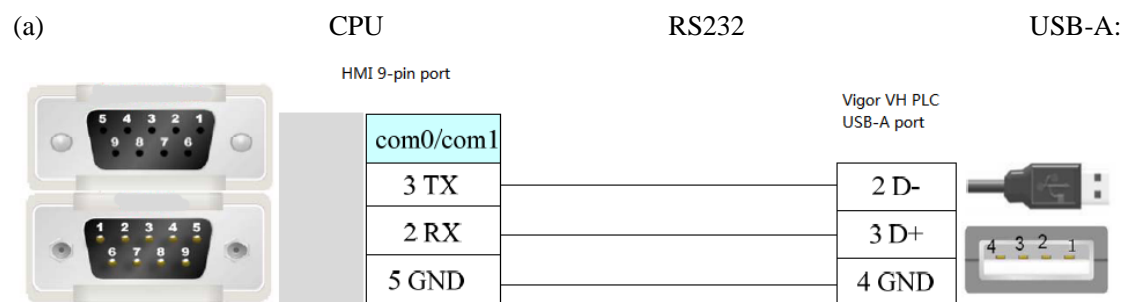 (a) CPU RS232 USB-A:
HMI 9-pin port
Vigor VH PLC
USB-A port
5 4 3 2 1
9 8 7 6
com0/com1
3 TX
2 D-
2 RX
3 D+
5 GND
4 GND
1 2 3 4 5
6 7 8 9
4 3 2 1